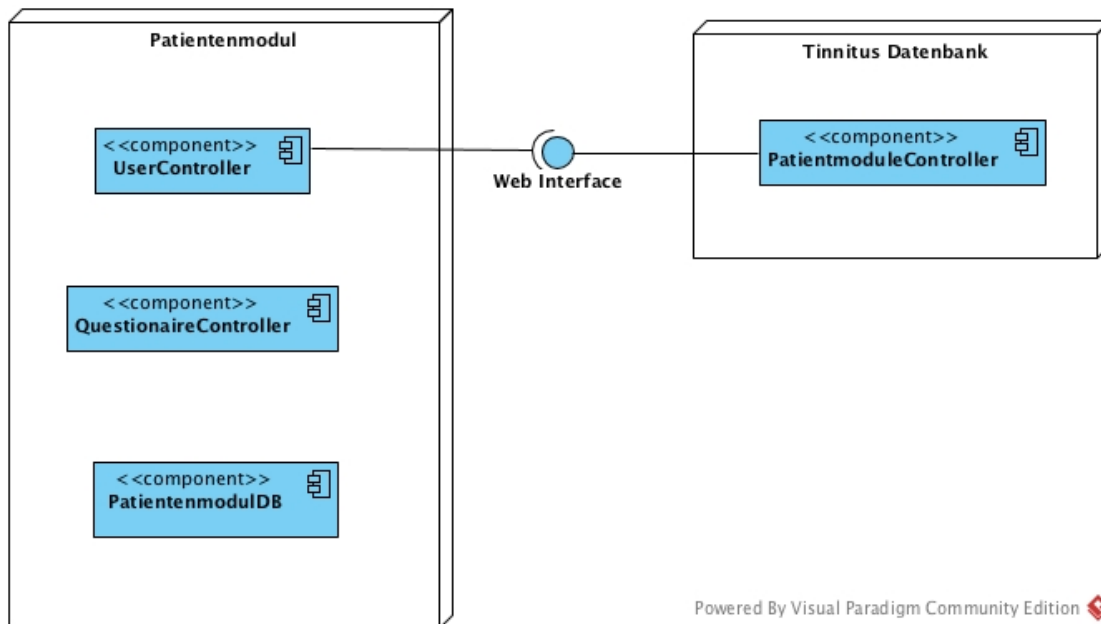 Patientenmodul
Tinnitus Datenbank
<<component>>
UserController
Web Interface
<<component>>
PatientmoduleController
<<component>>
QuestionaireController
<<component>>
PatientenmodulDB
Powered By Visual Paradigm Community Edition